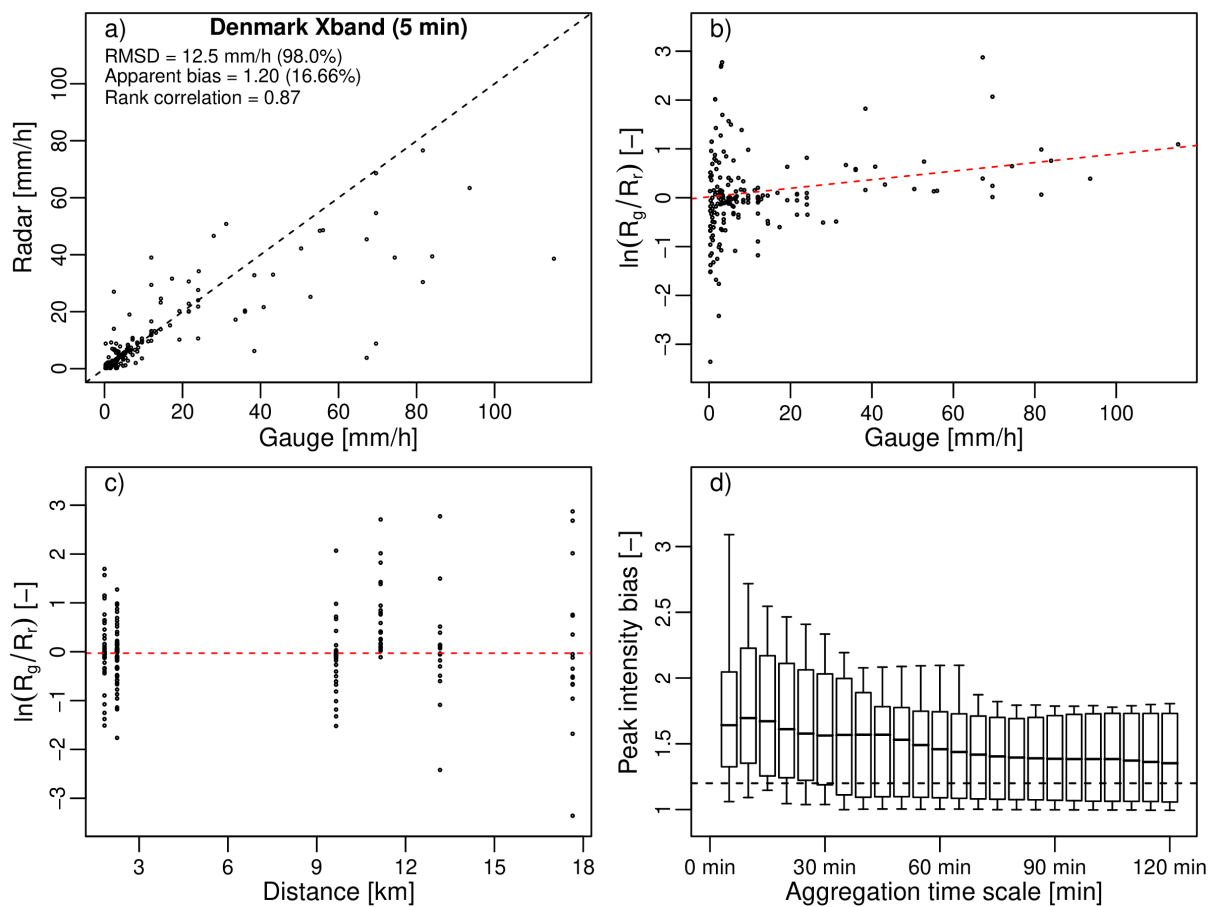 a)
Denmark Xband (5 min)
RMSD = 12.5 mm/h (98.0%)
Apparent bias = 1.20 (16.66%)
Rank correlation = 0.87
Radar [mm/h]
0
20
40
60
80
100
0 20 40 60 80 100
Gauge [mm/h]
b)
ln(Rg/Rr) [−]
−3
−2
−1
0
1
2
3
0 20 40 60 80 100
Gauge [mm/h]
c)
ln(Rg/Rr) [−]
−3
−2
−1
0
1
2
3
3 6 9 12 15 18
Distance [km]
d)
Peak intensity bias [−]
1
1.5
2
2.5
3
0 min 30 min 60 min 90 min 120 min
Aggregation time scale [min]